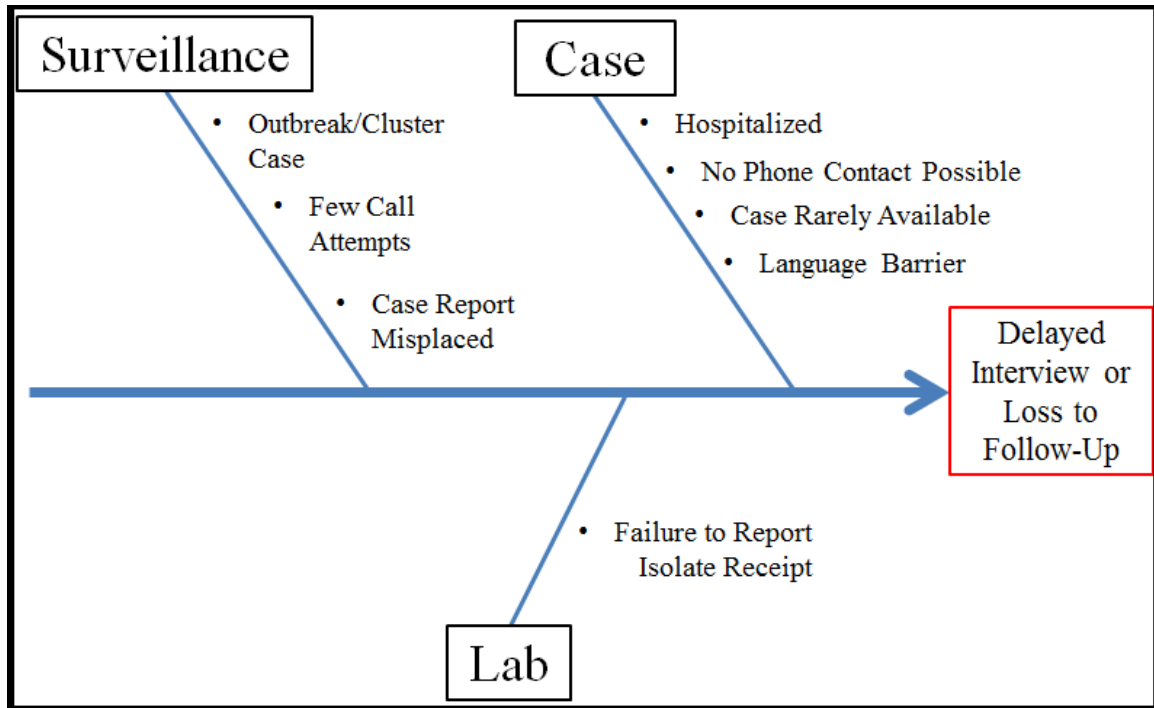 Surveillance
Outbreak/Cluster
Case
Few Call
Attempts
Case Report
Misplaced
Case
Hospitalized
No Phone Contact Possible
Case Rarely Available
Language Barrier
Delayed
Interview or
Loss to
Follow-Up
Failure to Report
Isolate Receipt
Lab